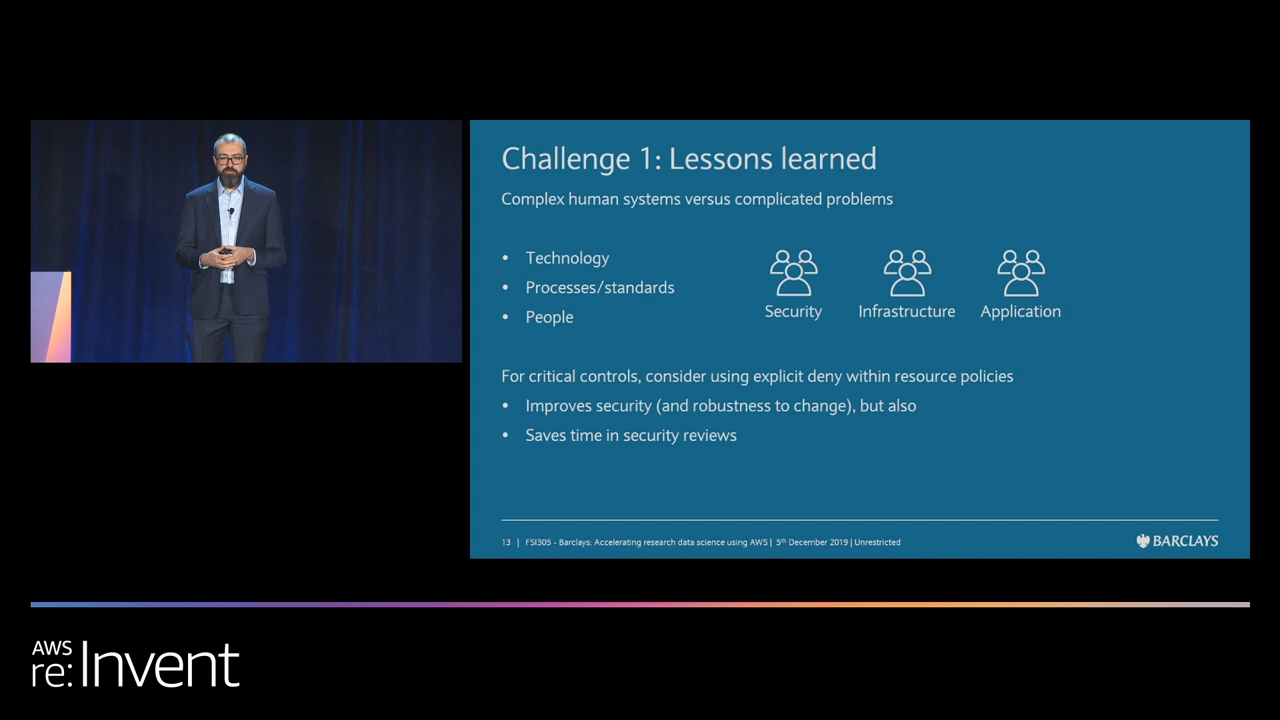 Challenge 1: Lessons learned
Complex human systems versus complicated problems
• Technology
• Processes/standards
• People
Security
Infrastructure
Application
For critical controls, consider using explicit deny within resource policies
• Improves security (and robustness to change), but also
• Saves time in security reviews
13 | FSI305 - Barclays: Accelerating research data science using AWS | 5th December 2019 | Unrestricted
BARCLAYS
AWS
re:Invent